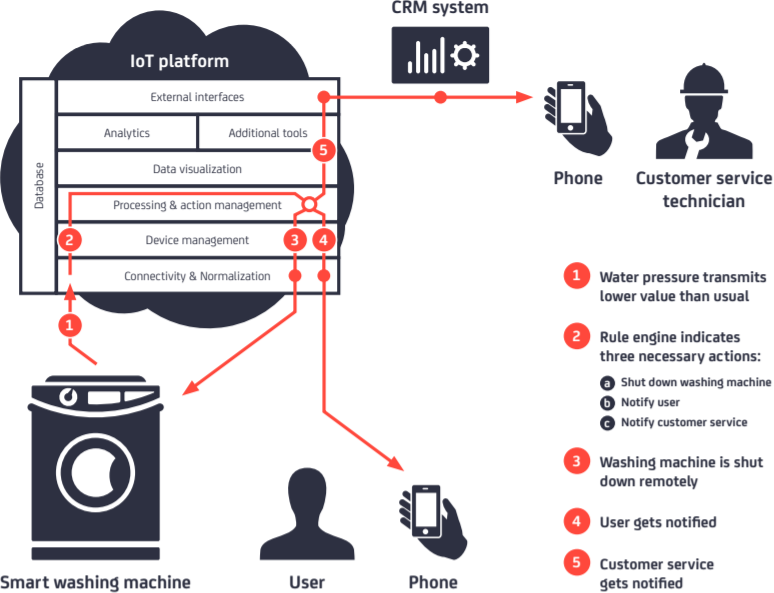 CRM system
IoT platform
External interfaces
Analytics
Additional tools
5
Data visualization
Database
Processing & action management
2
Device management
3
4
Connectivity & Normalization
1
Phone
Customer service
technician
1 Water pressure transmits
lower value than usual
2 Rule engine indicates
three necessary actions:
a Shut down washing machine
b Notify user
c Notify customer service
3 Washing machine is shut
down remotely
4 User gets notified
5 Customer service
gets notified
Smart washing machine
User
Phone